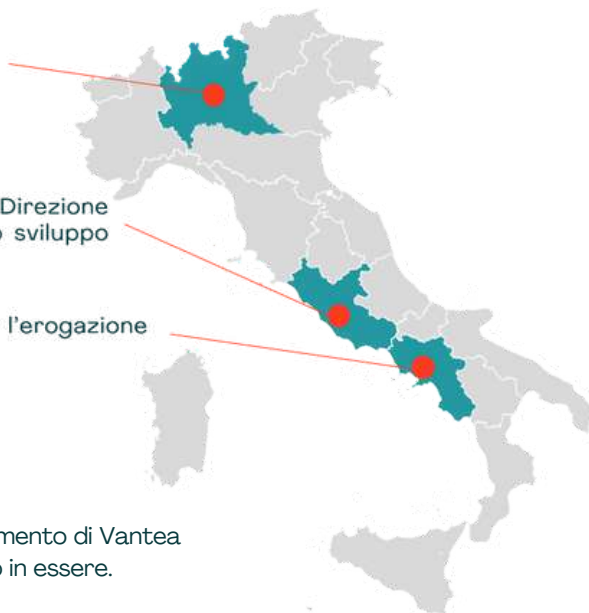 Direzione
sviluppo
l'erogazione
mento di Vantea
in essere.